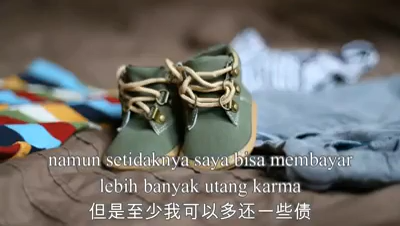 namun setidaknya saya bisa membayar
lebih banyak utang karma
但是至少我可以多还一些债